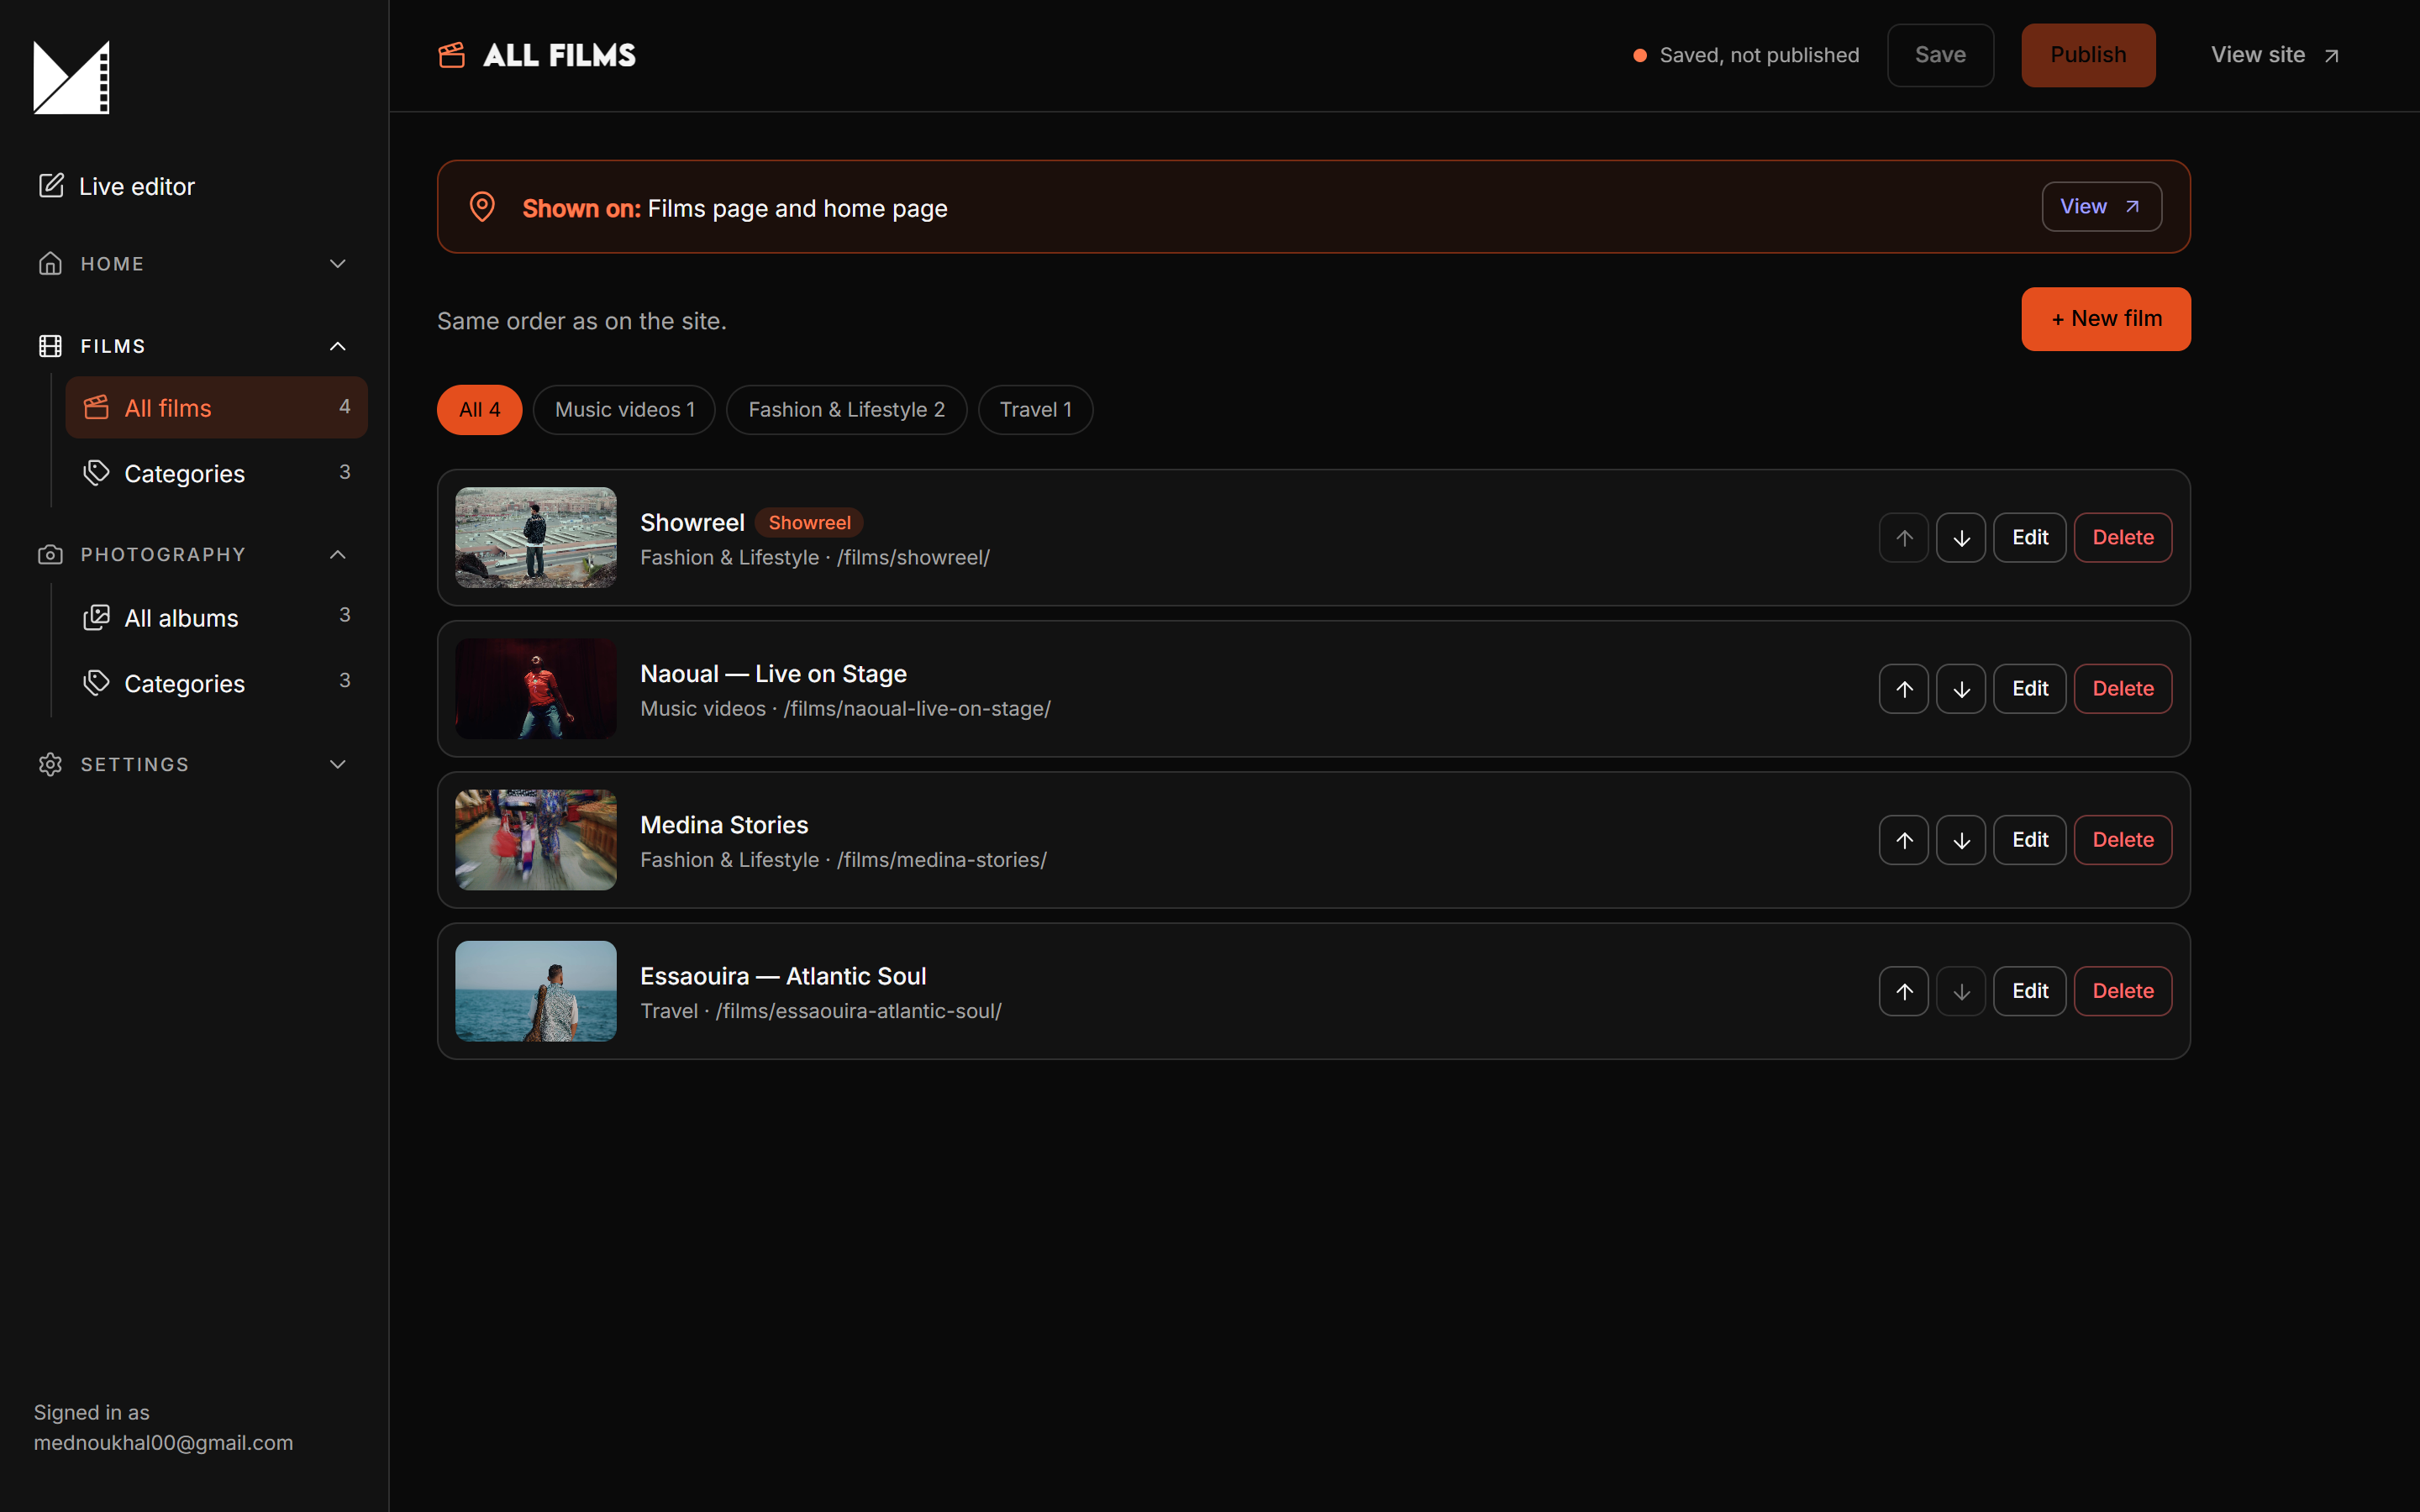 ALL FILMS
Saved, not published
Save
Publish
View site
Live editor
HOME
FILMS
All films 4
Categories 3
PHOTOGRAPHY
All albums 3
Categories 3
SETTINGS
Signed in as
mednoukhal00@gmail.com
Shown on: Films page and home page
View
Same order as on the site.
+ New film
All 4
Music videos 1
Fashion & Lifestyle 2
Travel 1
Showreel Showreel
Fashion & Lifestyle · /films/showreel/
Edit
Delete
Naoual — Live on Stage
Music videos · /films/naoual-live-on-stage/
Edit
Delete
Medina Stories
Fashion & Lifestyle · /films/medina-stories/
Edit
Delete
Essaouira — Atlantic Soul
Travel · /films/essaouira-atlantic-soul/
Edit
Delete